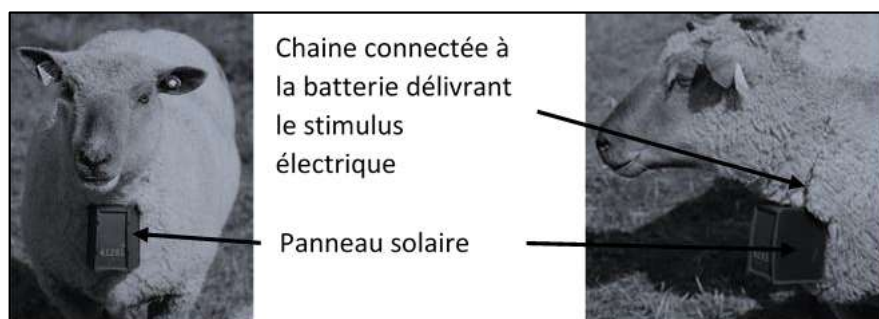 Chaine connectée à
la batterie délivrant
le stimulus
électrique
Panneau solaire